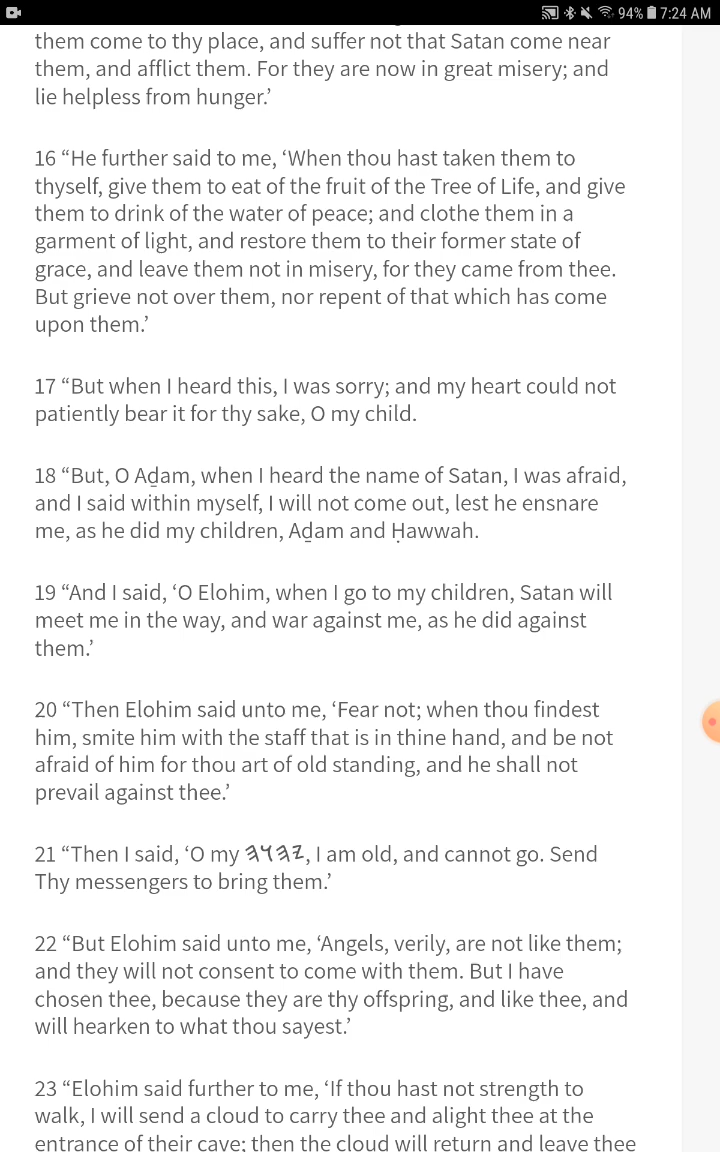 94% 7:24 AM
them come to thy place, and suffer not that Satan come near
them, and afflict them. For they are now in great misery; and
lie helpless from hunger.’
16 “He further said to me, ‘When thou hast taken them to
thyself, give them to eat of the fruit of the Tree of Life, and give
them to drink of the water of peace; and clothe them in a
garment of light, and restore them to their former state of
grace, and leave them not in misery, for they came from thee.
But grieve not over them, nor repent of that which has come
upon them.’
17 “But when I heard this, I was sorry; and my heart could not
patiently bear it for thy sake, O my child.
18 “But, O Aḏam, when I heard the name of Satan, I was afraid,
and I said within myself, I will not come out, lest he ensnare
me, as he did my children, Aḏam and Ḥawwah.
19 “And I said, ‘O Elohim, when I go to my children, Satan will
meet me in the way, and war against me, as he did against
them.’
20 “Then Elohim said unto me, ‘Fear not; when thou findest
him, smite him with the staff that is in thine hand, and be not
afraid of him for thou art of old standing, and he shall not
prevail against thee.’
21 “Then I said, ‘O my 𐤉𐤄𐤅𐤄, I am old, and cannot go. Send
Thy messengers to bring them.’
22 “But Elohim said unto me, ‘Angels, verily, are not like them;
and they will not consent to come with them. But I have
chosen thee, because they are thy offspring, and like thee, and
will hearken to what thou sayest.’
23 “Elohim said further to me, ‘If thou hast not strength to
walk, I will send a cloud to carry thee and alight thee at the
entrance of their cave; then the cloud will return and leave thee